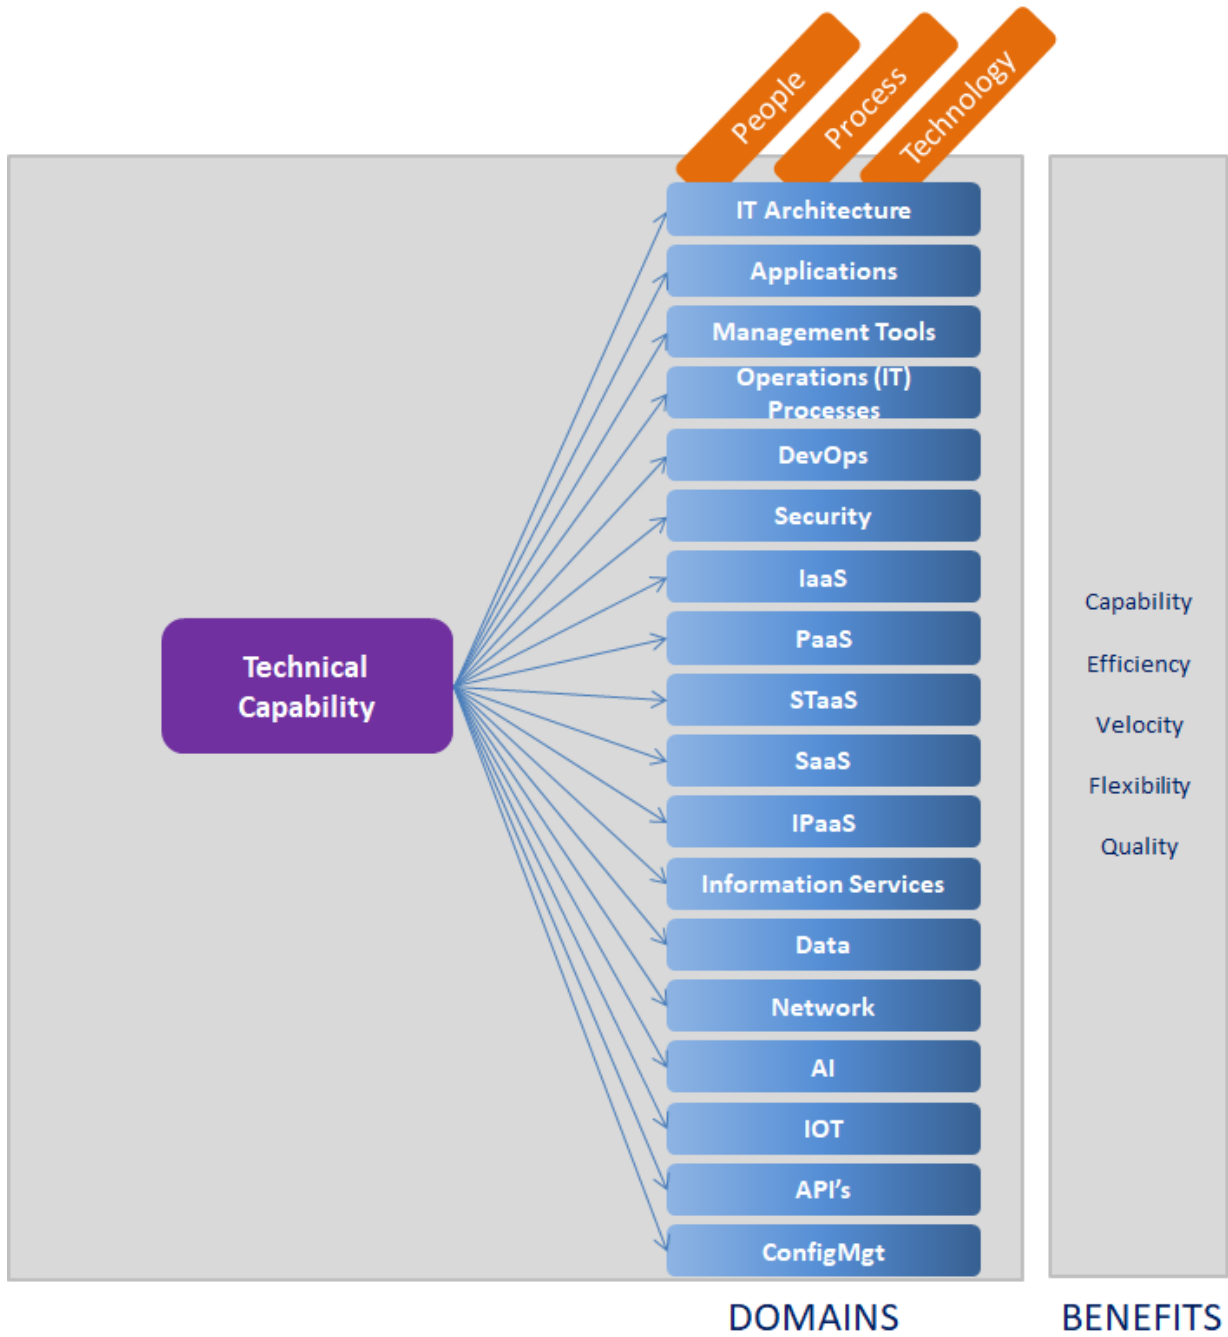 People
Process
Technology
IT Architecture
Applications
Management Tools
Operations (IT)
Processes
DevOps
Security
IaaS
PaaS
STaaS
SaaS
IPaaS
Information Services
Data
Network
AI
IOT
API’s
ConfigMgt
Technical
Capability
Capability
Efficiency
Velocity
Flexibility
Quality
DOMAINS
BENEFITS